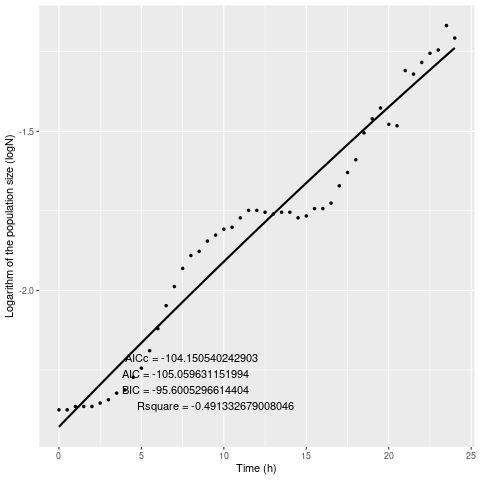 -1.5
-2.0
Logarithm of the population size (logN)
AICc = -104.150540242903
AIC = -105.059631151994
BIC = -95.6005296614404
Rsquare = -0.491332679008046
0 5 10 15 20 25
Time (h)